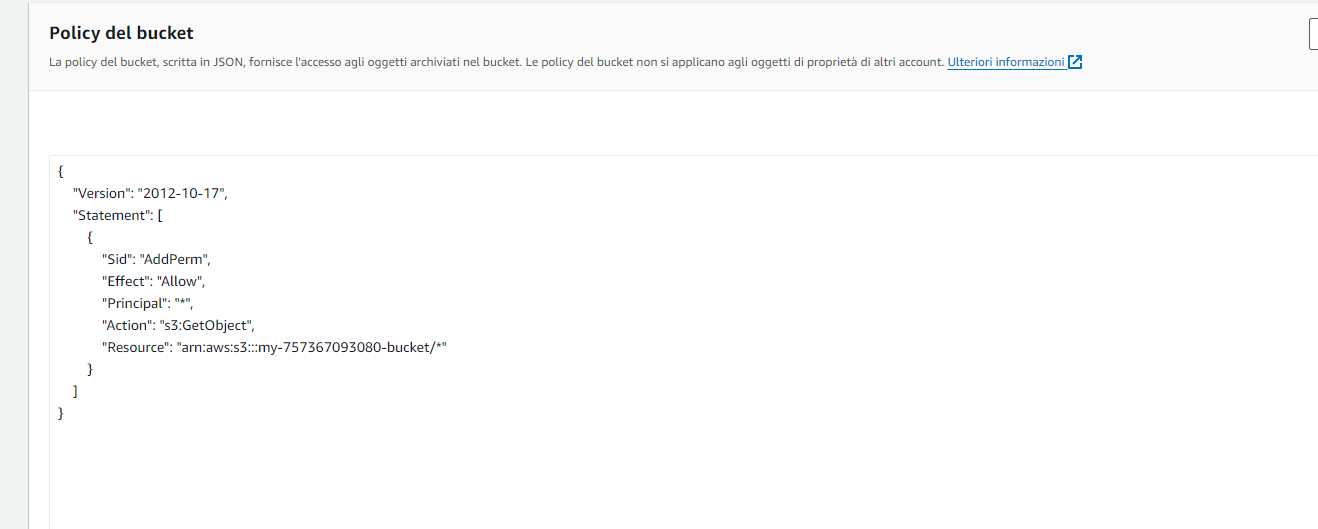 Policy del bucket
La policy del bucket, scritta in JSON, fornisce l'accesso agli oggetti archiviati nel bucket. Le policy del bucket non si applicano agli oggetti di proprietà di altri account. Ulteriori informazioni
{
"Version": "2012-10-17",
"Statement": [
{
"Sid": "AddPerm",
"Effect": "Allow",
"Principal": "*",
"Action": "s3:GetObject",
"Resource": "arn:aws:s3:::my-757367093080-bucket/*"
}
]
}